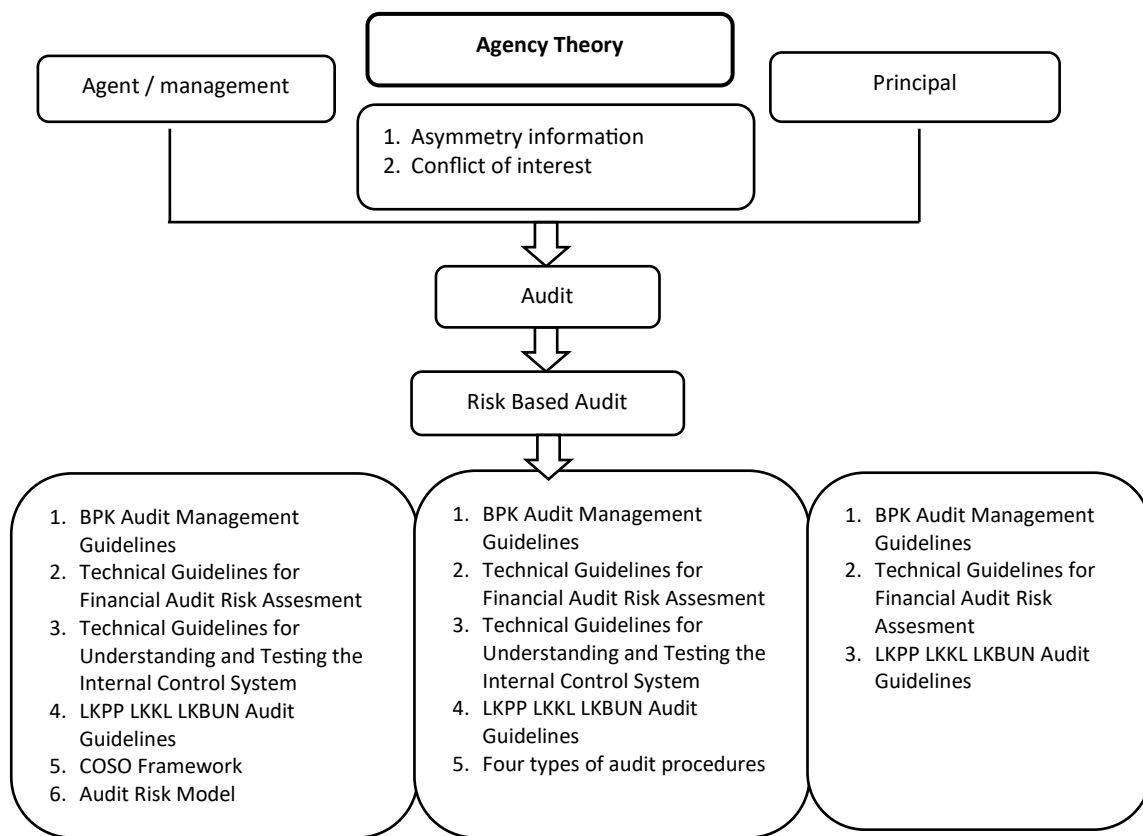 Agency Theory
Agent / management
Principal
1. Asymmetry information
2. Conflict of interest
Audit
Risk Based Audit
1. BPK Audit Management
Guidelines
2. Technical Guidelines for
Financial Audit Risk Assesment
3. Technical Guidelines for
Understanding and Testing the
Internal Control System
4. LKPP LKKL LKBUN Audit
Guidelines
5. COSO Framework
6. Audit Risk Model
1. BPK Audit Management
Guidelines
2. Technical Guidelines for
Financial Audit Risk Assesment
3. Technical Guidelines for
Understanding and Testing the
Internal Control System
4. LKPP LKKL LKBUN Audit
Guidelines
5. Four types of audit procedures
1. BPK Audit Management
Guidelines
2. Technical Guidelines for
Financial Audit Risk
Assesment
3. LKPP LKKL LKBUN Audit
Guidelines